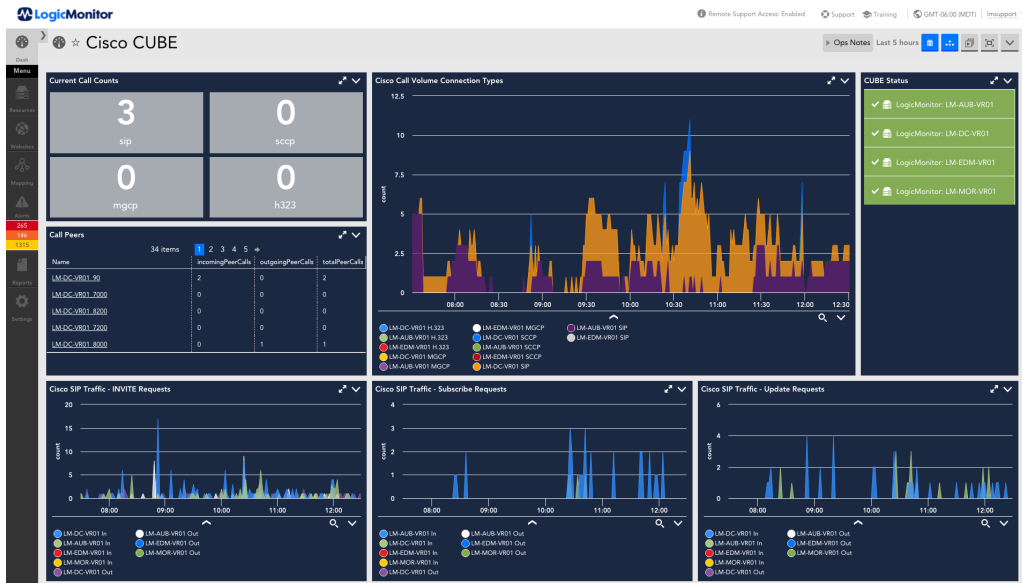 LogicMonitor
Remote Support Access: Enabled
Support
Training
GMT-06:00 (MDT)
lmsupport
Dash
Menu
Resources
Websites
Mapping
Alerts
265
146
1315
Reports
Settings
Cisco CUBE
Ops Notes
Last 5 hours
Current Call Counts
3
sip
0
sccp
0
mgcp
0
h323
Call Peers
34 items 1 2 3 4 5
Name incomingPeerCalls outgoingPeerCalls totalPeerCalls
LM-DC-VR01_90 2 0 2
LM-DC-VR01_7000 0 0 0
LM-DC-VR01_8200 0 0 0
LM-DC-VR01_7200 0 0 0
LM-DC-VR01_8000 0 1 1
Cisco Call Volume Connection Types
12.5
10
7.5
5
2.5
0
count
08:00 08:30 09:00 09:30 10:00 10:30 11:00 11:30 12:00 12:30
LM-DC-VR01 H.323
LM-AUB-VR01 H.323
LM-EDM-VR01 H.323
LM-DC-VR01 MGCP
LM-AUB-VR01 MGCP
LM-EDM-VR01 MGCP
LM-DC-VR01 SCCP
LM-AUB-VR01 SCCP
LM-EDM-VR01 SCCP
LM-DC-VR01 SIP
LM-AUB-VR01 SIP
LM-EDM-VR01 SIP
CUBE Status
LogicMonitor: LM-AUB-VR01
LogicMonitor: LM-DC-VR01
LogicMonitor: LM-EDM-VR01
LogicMonitor: LM-MOR-VR01
Cisco SIP Traffic - INVITE Requests
20
15
10
5
0
count
08:00 09:00 10:00 11:00 12:00
LM-DC-VR01 In
LM-AUB-VR01 In
LM-EDM-VR01 In
LM-MOR-VR01 In
LM-DC-VR01 Out
LM-AUB-VR01 Out
LM-EDM-VR01 Out
LM-MOR-VR01 Out
Cisco SIP Traffic - Subscribe Requests
4
3
2
1
0
count
08:00 09:00 10:00 11:00 12:00
LM-DC-VR01 In
LM-AUB-VR01 In
LM-EDM-VR01 In
LM-MOR-VR01 In
LM-DC-VR01 Out
LM-AUB-VR01 Out
LM-EDM-VR01 Out
LM-MOR-VR01 Out
Cisco SIP Traffic - Update Requests
6
4
2
0
count
08:00 09:00 10:00 11:00 12:00
LM-DC-VR01 In
LM-AUB-VR01 In
LM-EDM-VR01 In
LM-MOR-VR01 In
LM-DC-VR01 Out
LM-AUB-VR01 Out
LM-EDM-VR01 Out
LM-MOR-VR01 Out